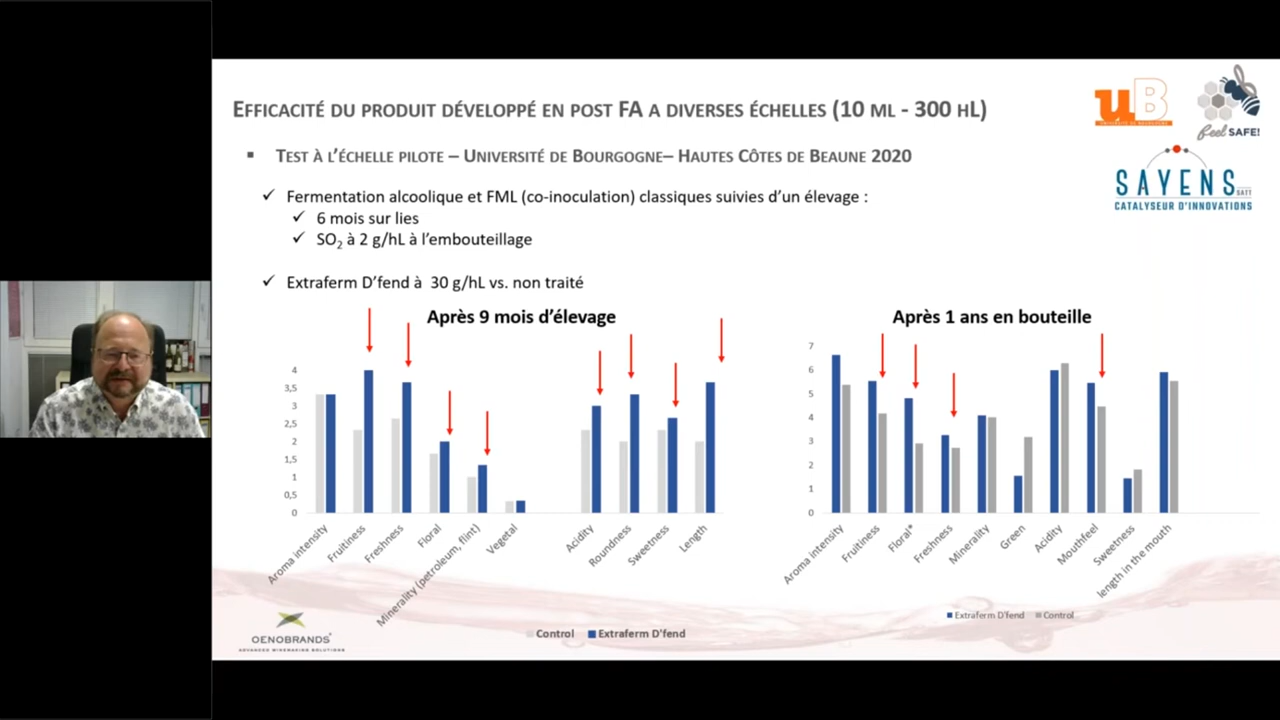 EFFICACITÉ DU PRODUIT DÉVELOPPÉ EN POST FA A DIVERSES ÉCHELLES (10 ML - 300 HL)
uB
feel SAFE!
▪ TEST À L'ÉCHELLE PILOTE – UNIVERSITÉ DE BOURGOGNE– HAUTES CÔTES DE BEAUNE 2020
SAYENS SATT
CATALYSEUR D'INNOVATIONS
✓ Fermentation alcoolique et FML (co-inoculation) classiques suivies d'un élevage :
✓ 6 mois sur lies
✓ SO2 à 2 g/hL à l'embouteillage
✓ Extraferm D'fend à 30 g/hL vs. non traité
Après 9 mois d'élevage
4
3,5
3
2,5
2
1,5
1
0,5
0
Aroma intensity
Fruitiness
Freshness
Floral
Minerality (petroleum, flint)
Vegetal
Acidity
Roundness
Sweetness
Length
Control
Extraferm D'fend
Après 1 ans en bouteille
7
6
5
4
3
2
1
0
Aroma intensity
Fruitiness
Floral*
Freshness
Minerality
Green
Acidity
Mouthfeel
Sweetness
length in the mouth
Extraferm D'fend
Control
OENOBRANDS
ADVANCED WINEMAKING SOLUTIONS